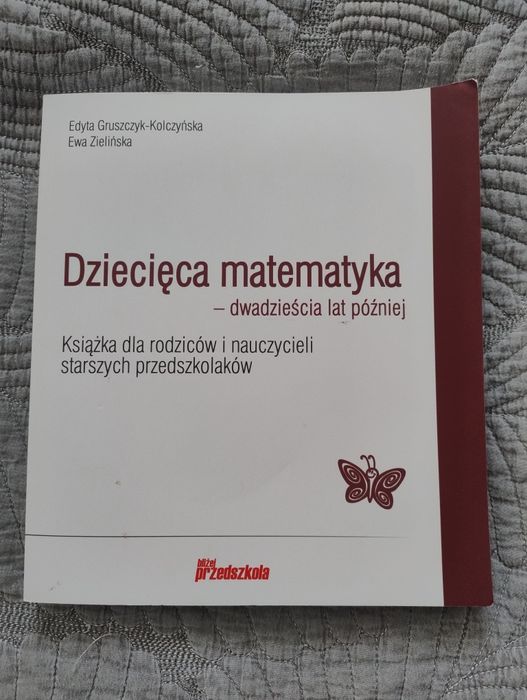 Edyta Gruszczyk-Kolczyńska
Ewa Zielińska
Dziecięca matematyka
– dwadzieścia lat później
Książka dla rodziców i nauczycieli
starszych przedszkolaków
bliżej
przedszkola